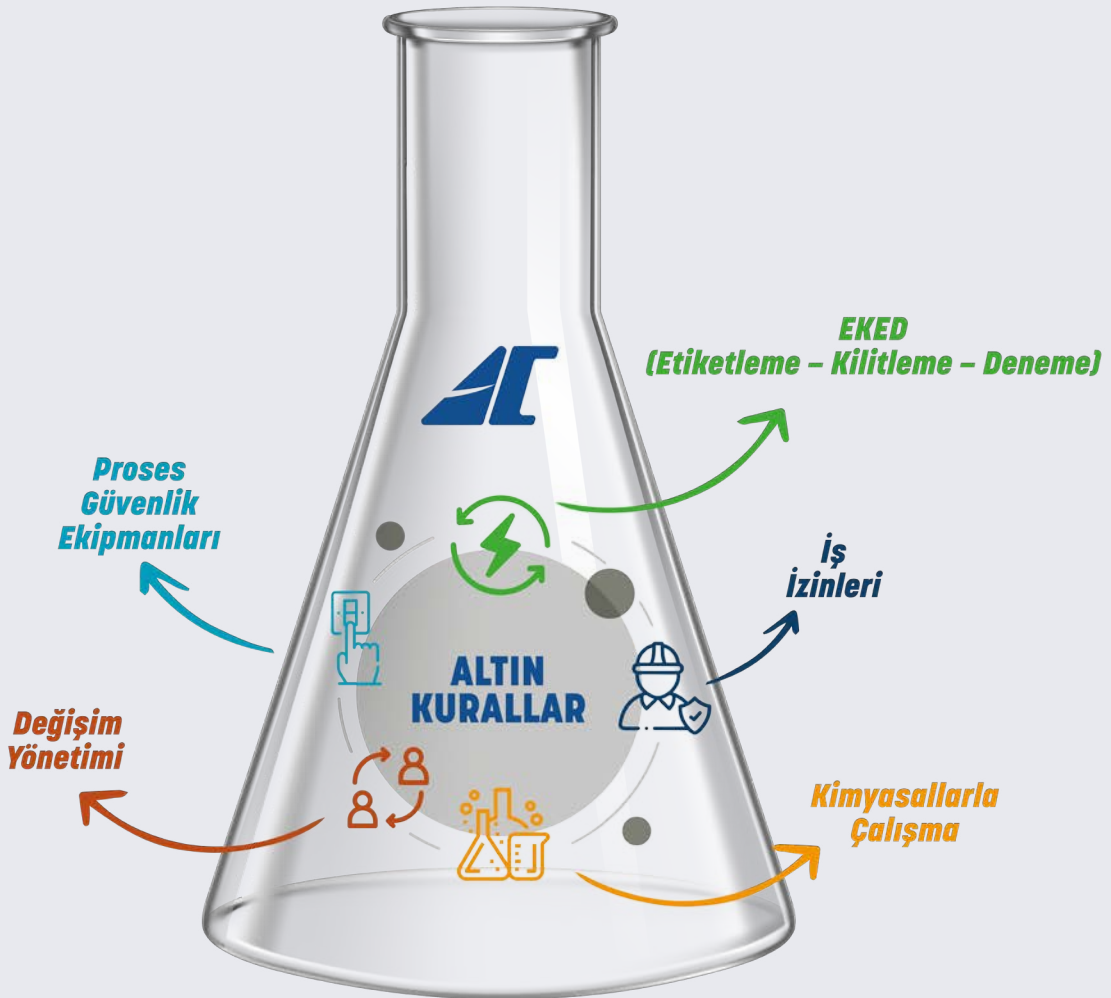 EKED
(Etiketleme – Kilitleme – Deneme)
Proses
Güvenlik
Ekipmanları
İş
İzinleri
ALTIN
KURALLAR
Değişim
Yönetimi
Kimyasallarla
Çalışma